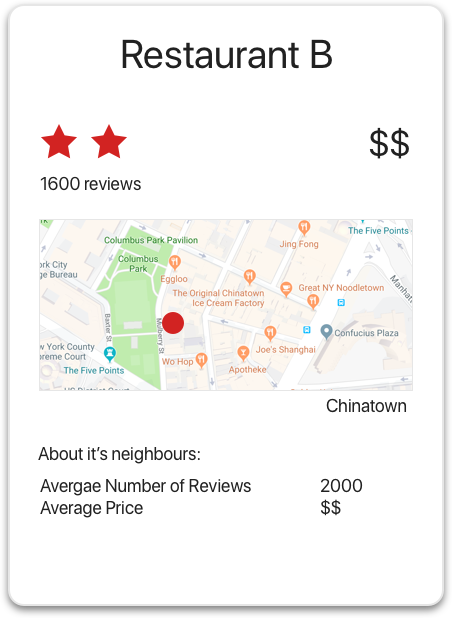 Restaurant B
$$
1600 reviews
Columbus Park Pavilion
Jing Fong
The Five Points
Columbus
Park
Eggloo
rk City
ge Bureau
The Original Chinatown
Ice Cream Factory
Great NY Noodletown
Manhat
Baxter St
Mulberry St
Confucius Plaza
w York County
preme Court
Wo Hop
Joe's Shanghai
The Five Points
Apotheke
US District Court
Chinatown
About it’s neighbours:
Avergae Number of Reviews 2000
Average Price $$